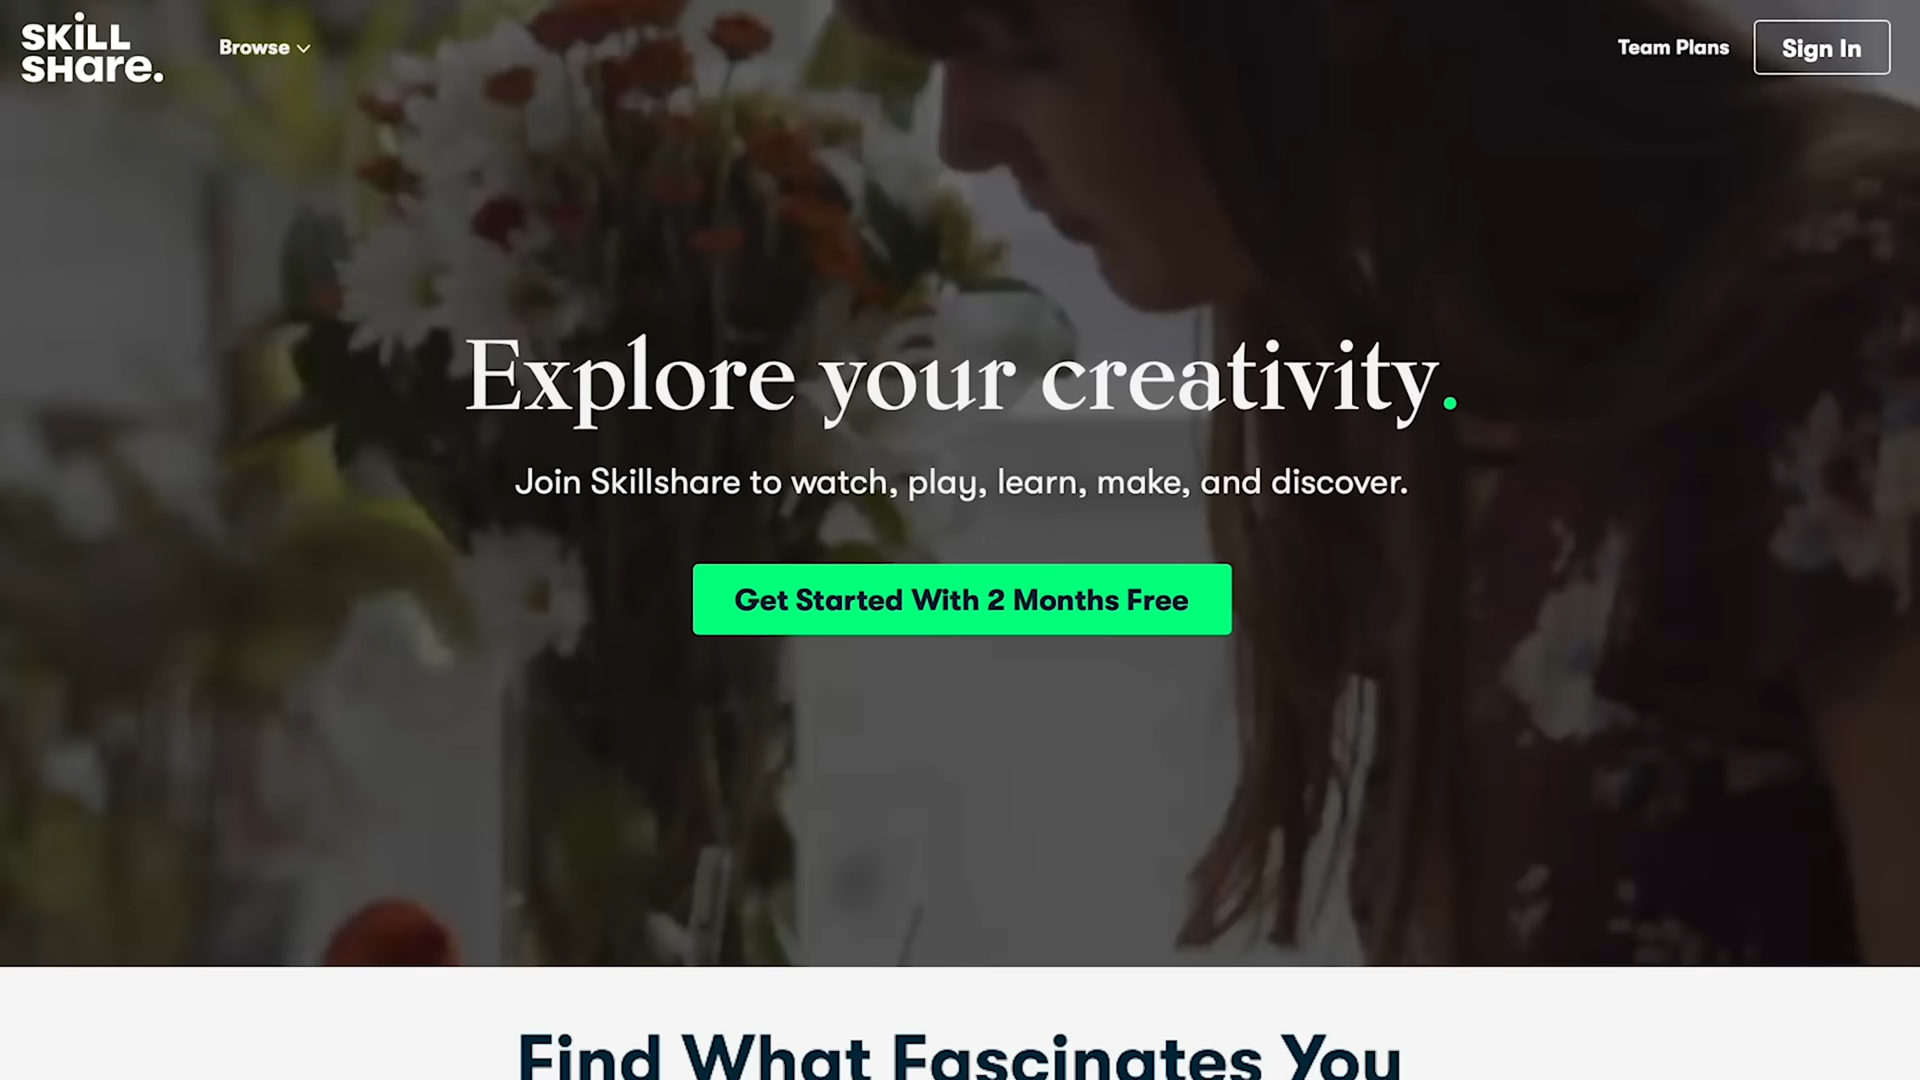 SKILL
SHare.
Browse
Team Plans
Sign In
Explore your creativity.
Join Skillshare to watch, play, learn, make, and discover.
Get Started With 2 Months Free
Find What Fascinates You